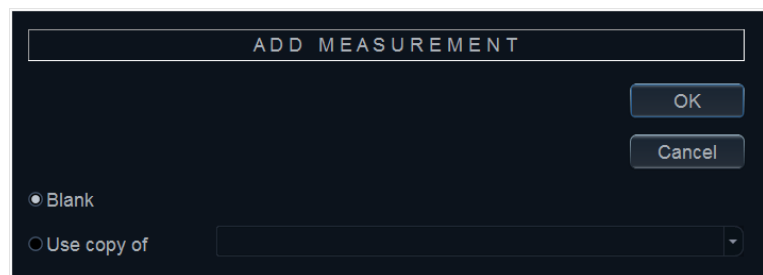 ADD MEASUREMENT
OK
Cancel
Blank
Use copy of